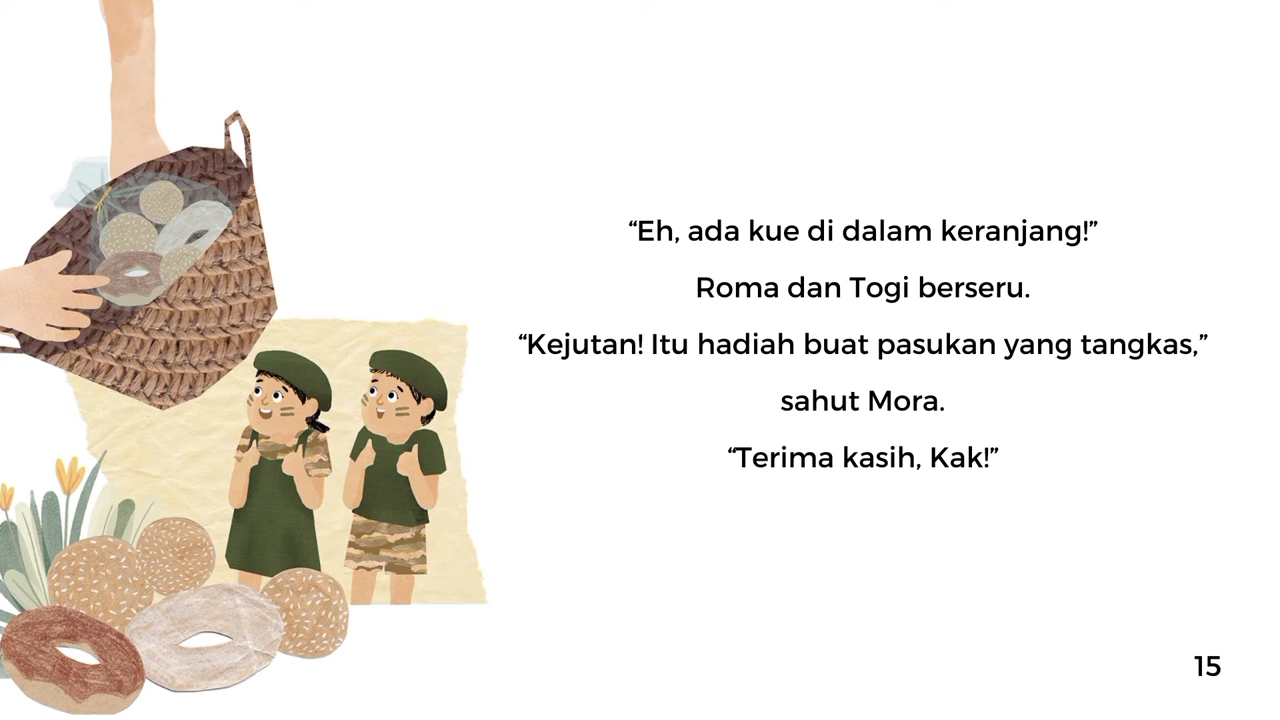 “Eh, ada kue di dalam keranjang!”
Roma dan Togi berseru.
“Kejutan! Itu hadiah buat pasukan yang tangkas,”
sahut Mora.
“Terima kasih, Kak!”
15